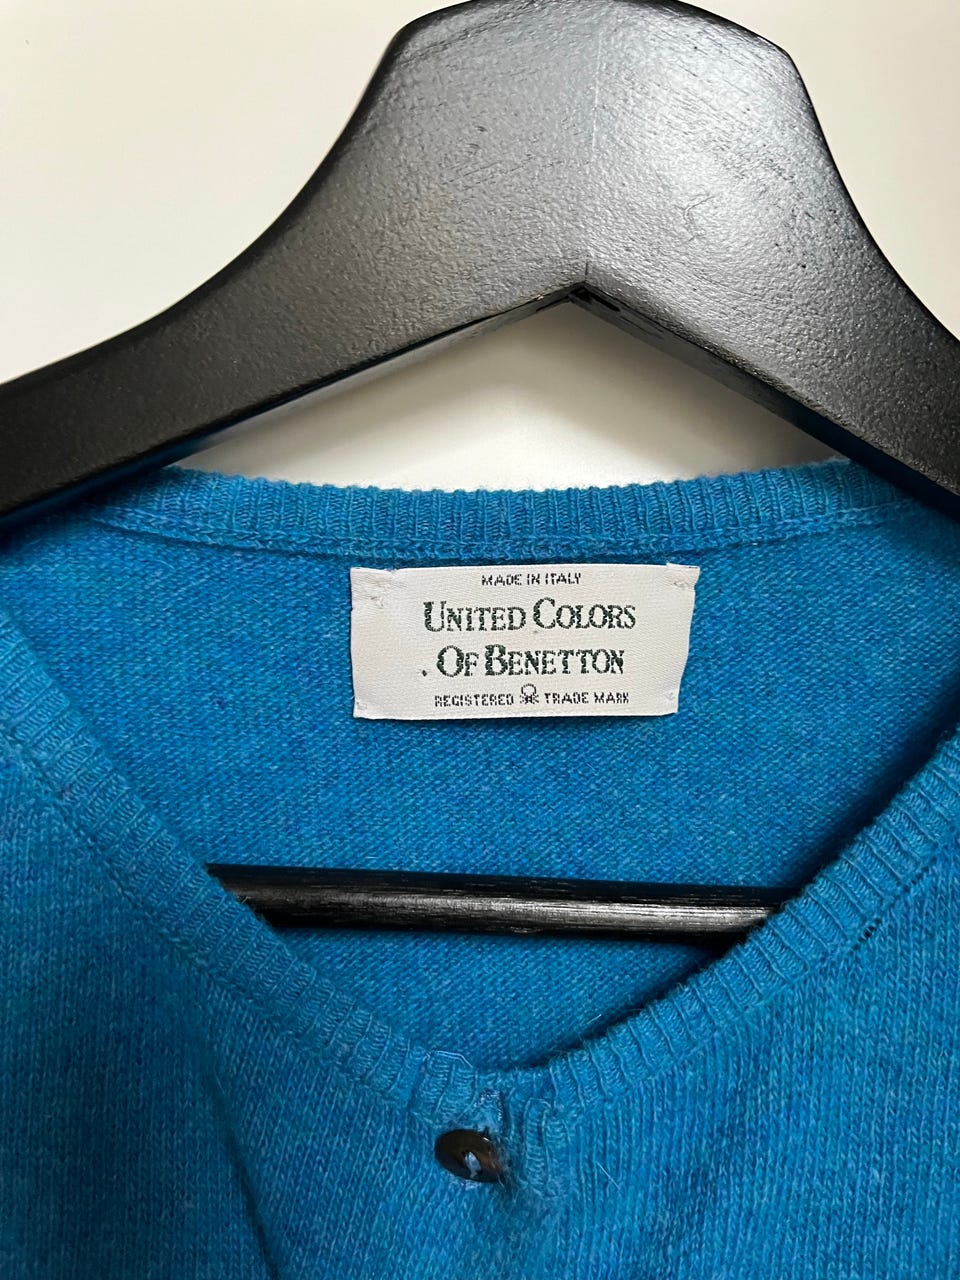 MADE IN ITALY
UNITED COLORS
OF BENETTON
REGISTERED TRADE MARK